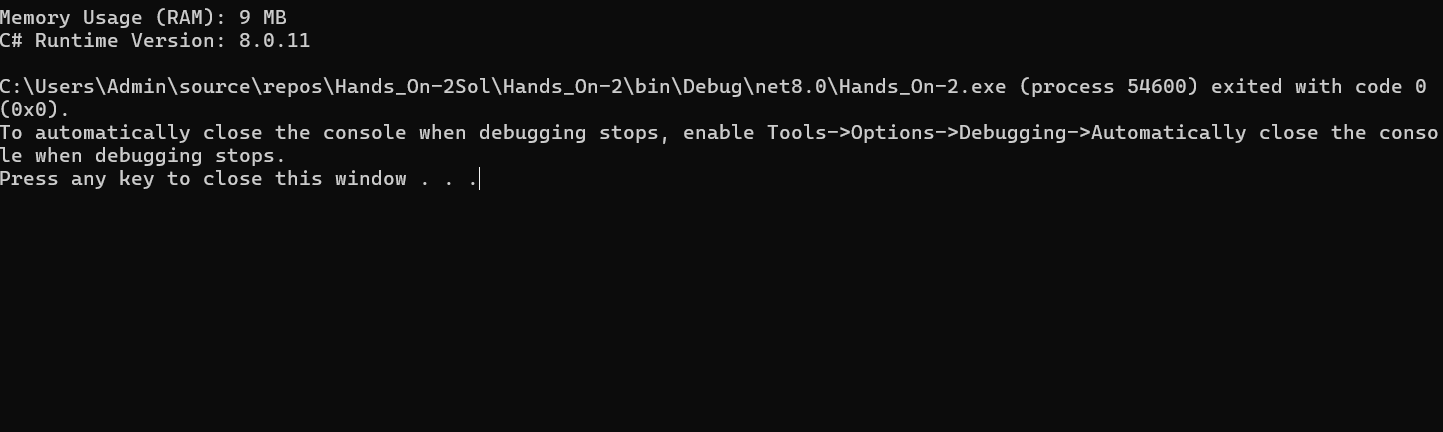 Memory Usage (RAM): 9 MB
C# Runtime Version: 8.0.11
C:\Users\Admin\source\repos\Hands_On-2Sol\Hands_On-2\bin\Debug\net8.0\Hands_On-2.exe (process 54600) exited with code 0
(0x0).
To automatically close the console when debugging stops, enable Tools->Options->Debugging->Automatically close the conso
le when debugging stops.
Press any key to close this window . . .